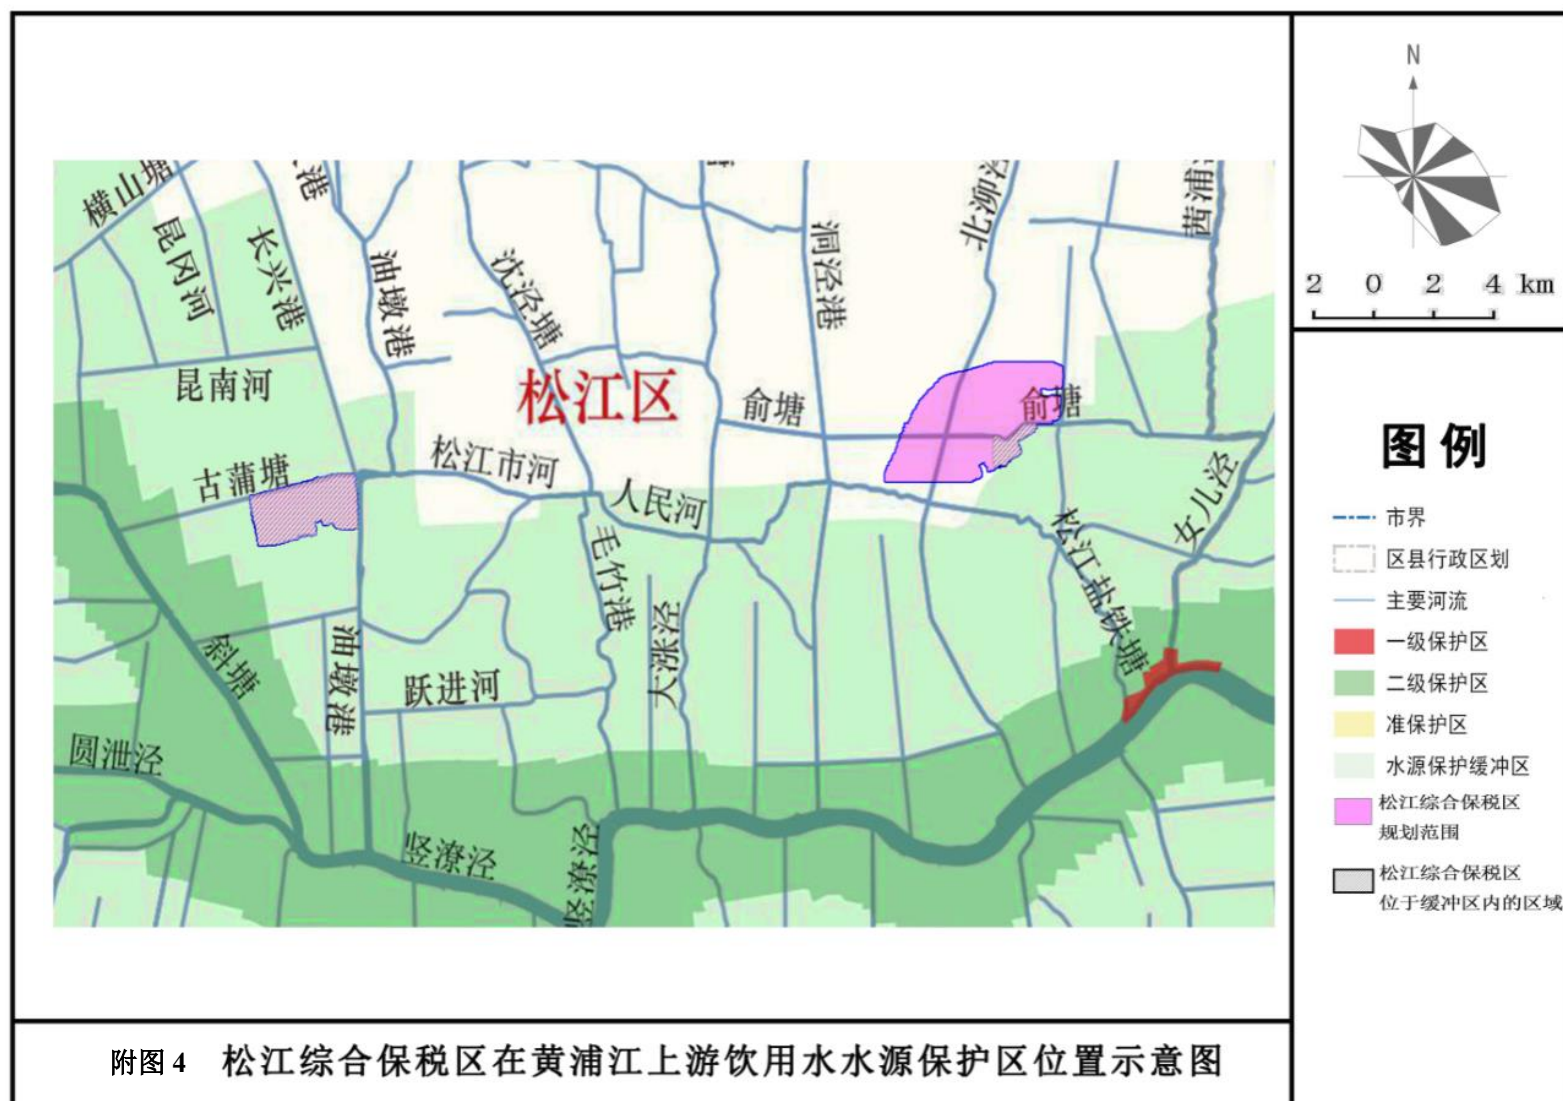 N
2 0 2 4 km
横山塘
昆冈河
长兴港
港
油墩港
沈泾塘
洞泾港
北泖泾
茜浦
昆南河
松江区
俞塘
俞塘
古蒲塘
松江市河
人民河
毛竹港
大涨泾
松江盐铁塘
女儿泾
斜塘
油墩港
跃进河
圆泄泾
竖潦泾
竖潦泾
图例
市界
区县行政区划
主要河流
一级保护区
二级保护区
准保护区
水源保护缓冲区
松江综合保税区
规划范围
松江综合保税区
位于缓冲区内的区域
附图 4 松江综合保税区在黄浦江上游饮用水水源保护区位置示意图